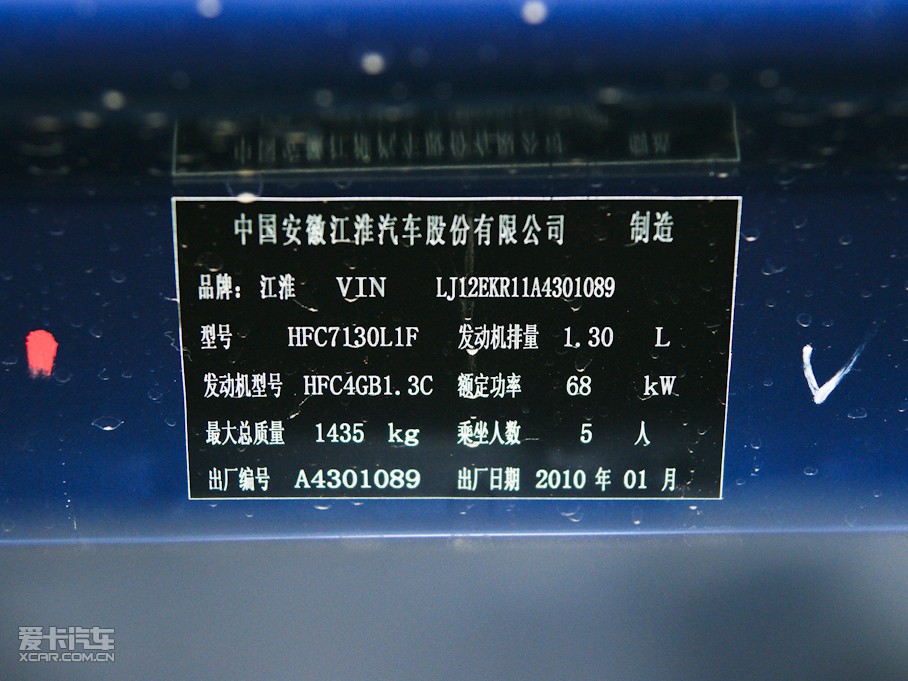 中国安徽江淮汽车股份有限公司 制造
品牌：江淮 VIN LJ12EKR11A4301089
型号 HFC7130L1F 发动机排量 1.30 L
发动机型号 HFC4GB1.3C 额定功率 68 kW
最大总质量 1435 kg 乘坐人数 5 人
出厂编号 A4301089 出厂日期 2010 年 01 月
爱卡汽车
XCAR.COM.CN